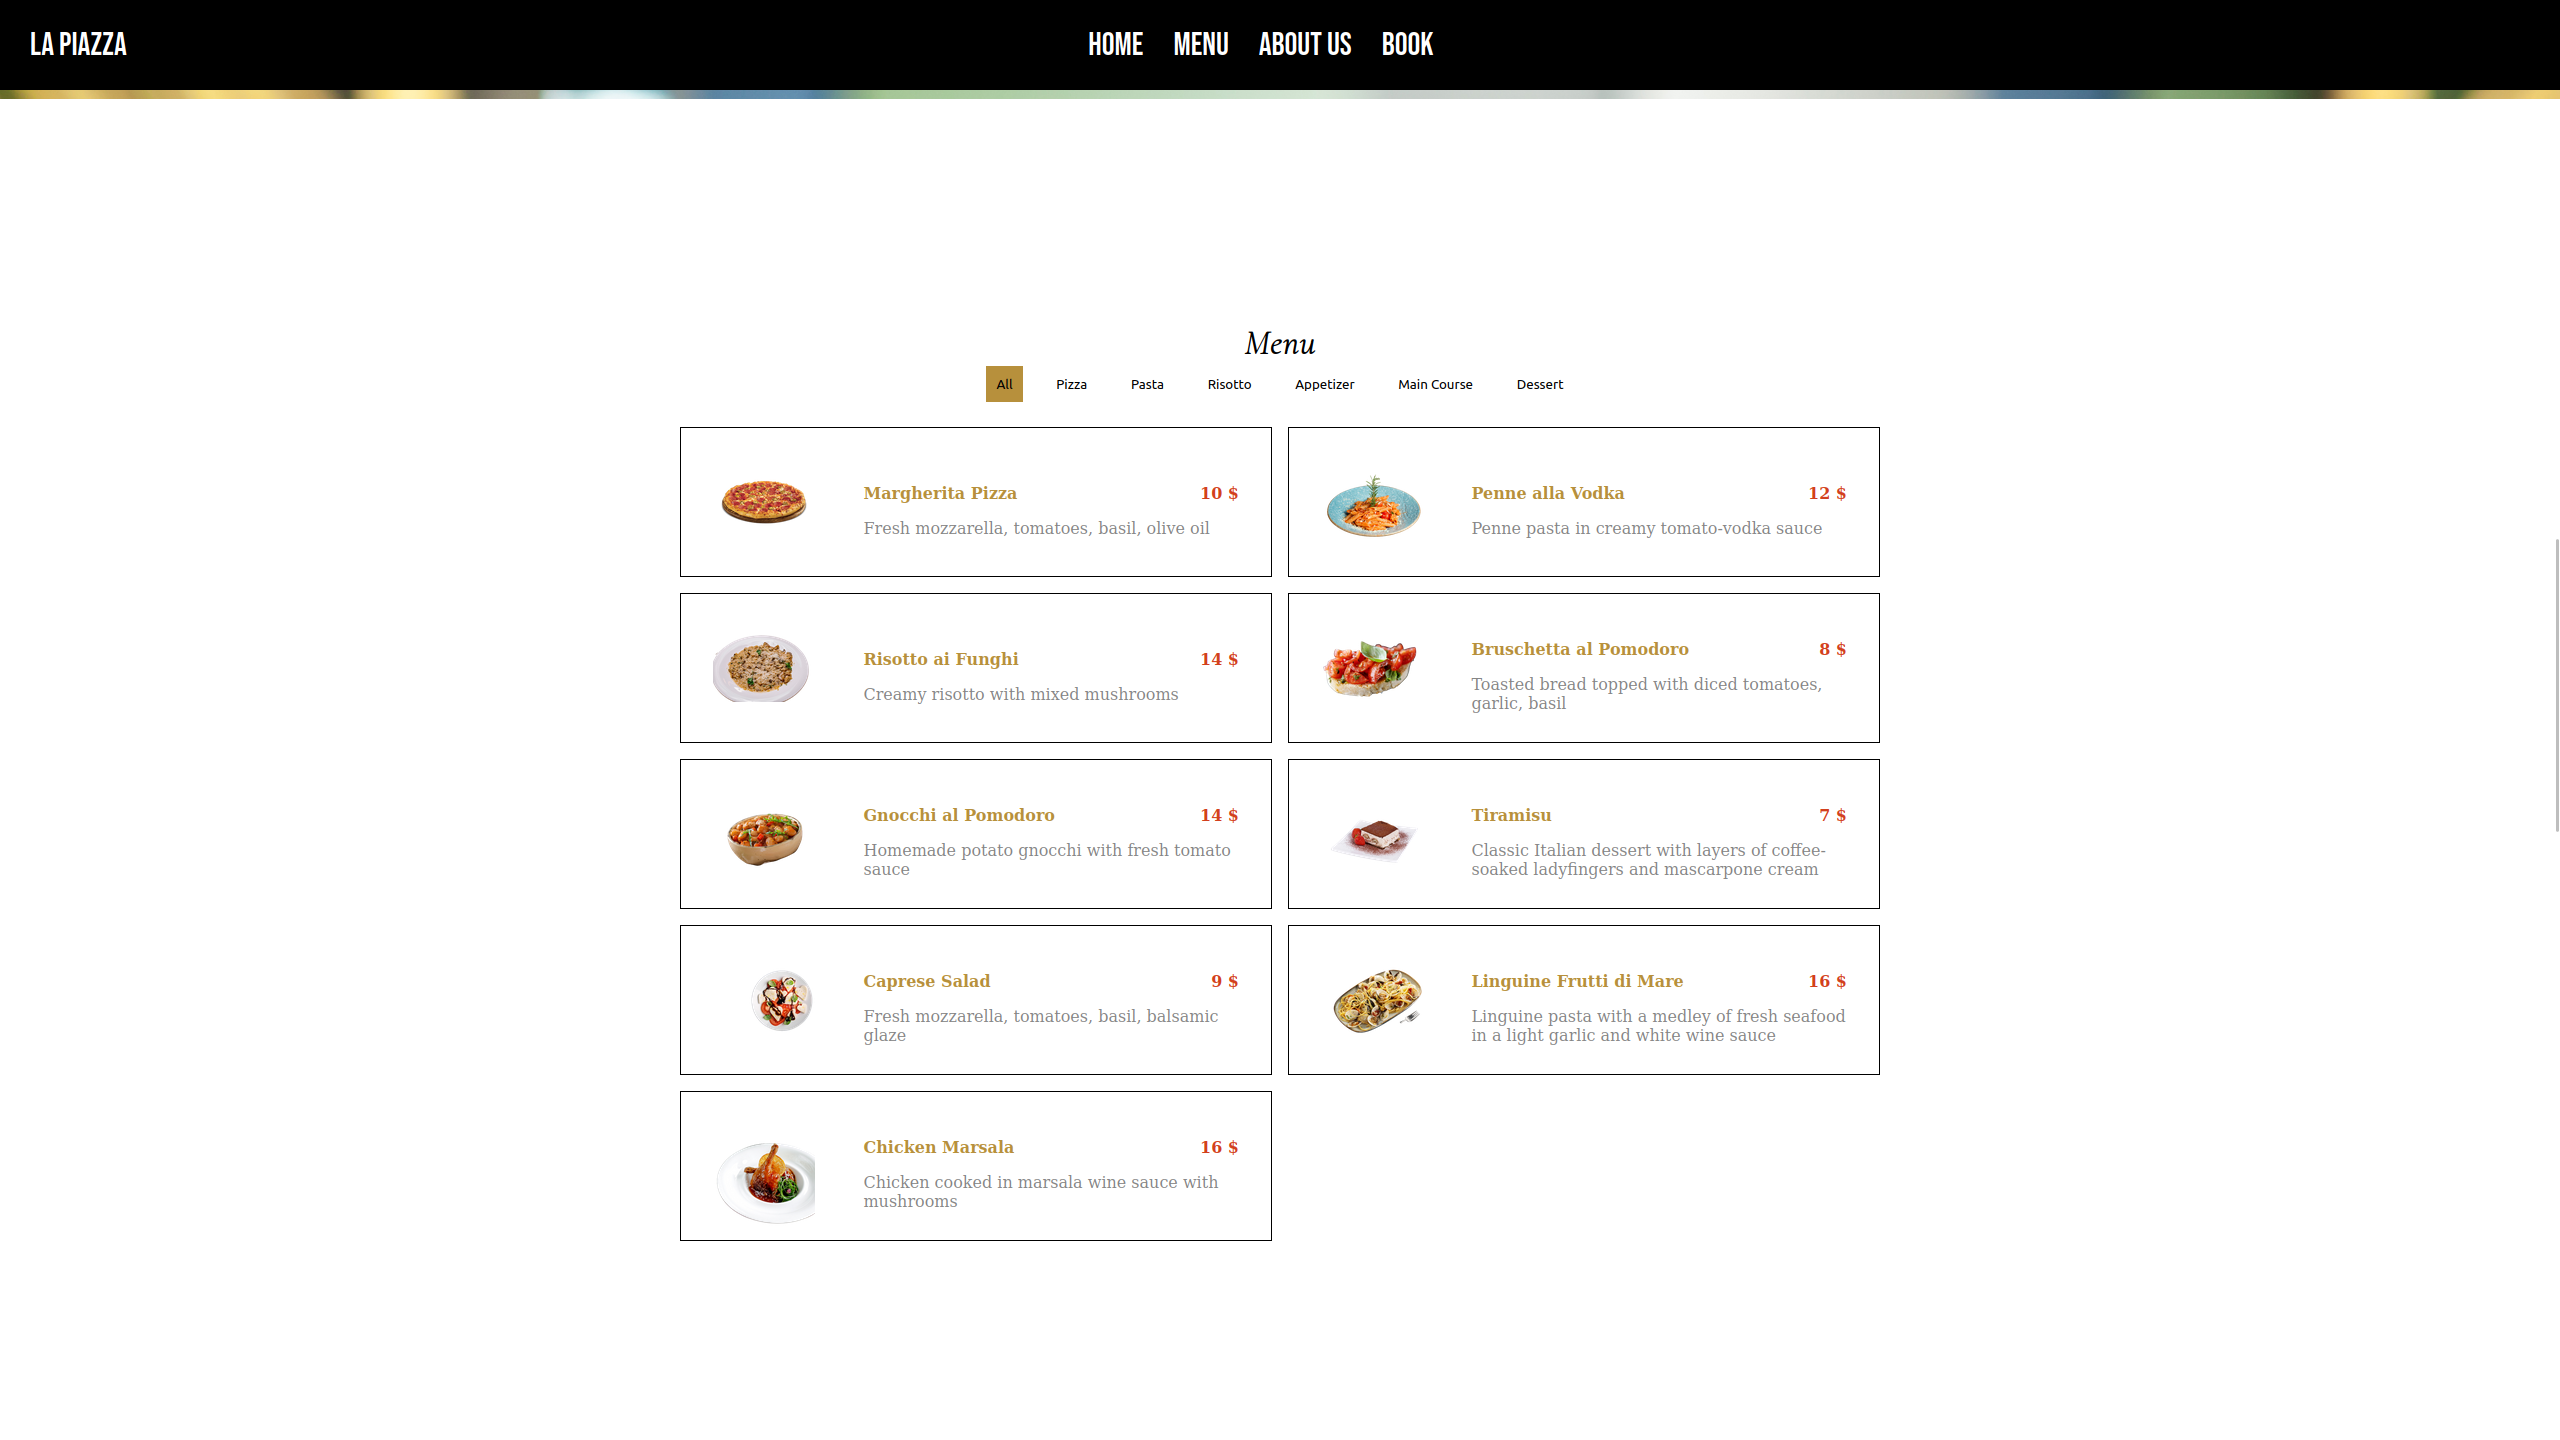 LA PIAZZA
HOME MENU ABOUT US BOOK
Menu
All Pizza Pasta Risotto Appetizer Main Course Dessert
Margherita Pizza 10 $
Fresh mozzarella, tomatoes, basil, olive oil
Penne alla Vodka 12 $
Penne pasta in creamy tomato-vodka sauce
Risotto ai Funghi 14 $
Creamy risotto with mixed mushrooms
Bruschetta al Pomodoro 8 $
Toasted bread topped with diced tomatoes,
garlic, basil
Gnocchi al Pomodoro 14 $
Homemade potato gnocchi with fresh tomato
sauce
Tiramisu 7 $
Classic Italian dessert with layers of coffee-
soaked ladyfingers and mascarpone cream
Caprese Salad 9 $
Fresh mozzarella, tomatoes, basil, balsamic
glaze
Linguine Frutti di Mare 16 $
Linguine pasta with a medley of fresh seafood
in a light garlic and white wine sauce
Chicken Marsala 16 $
Chicken cooked in marsala wine sauce with
mushrooms